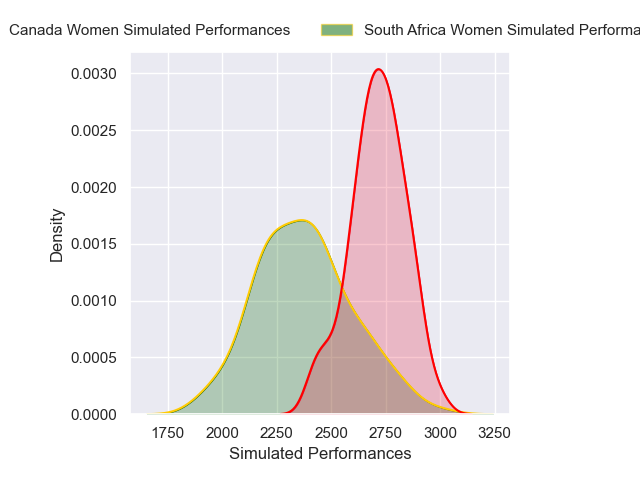 Canada Women Simulated Performances South Africa Women Simulated Performa
0.0030
0.0025
0.0020
0.0015
0.0010
0.0005
0.0000
Density
1750 2000 2250 2500 2750 3000 3250
Simulated Performances